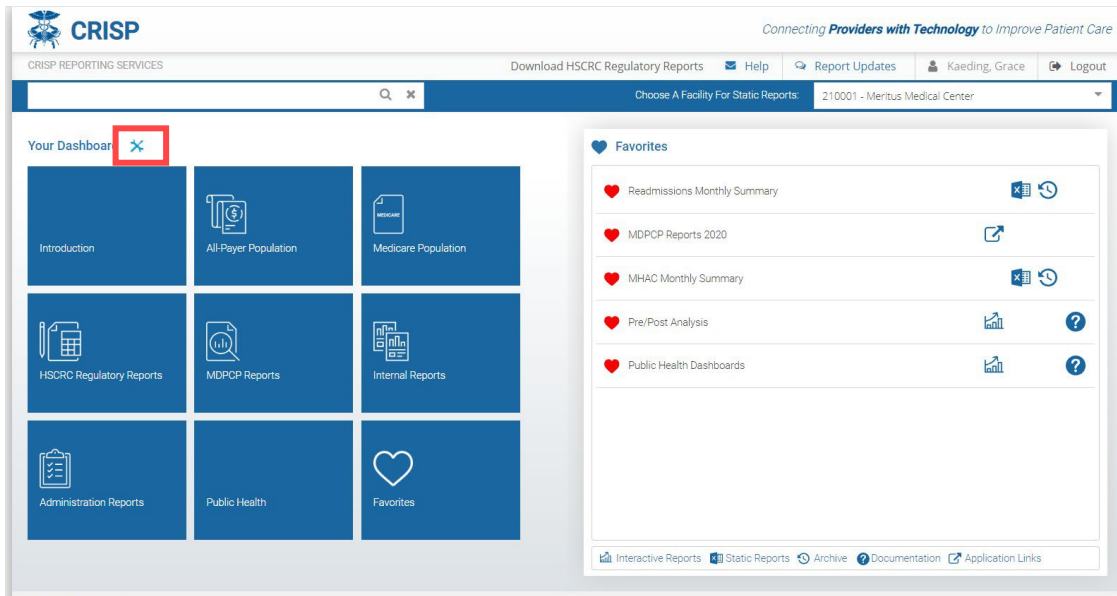 CRISP
Connecting Providers with Technology to Improve Patient Care
CRISP REPORTING SERVICES
Download HSCRC Regulatory Reports Help Report Updates Kaeding, Grace Logout
Choose A Facility For Static Reports: 210001 - Meritus Medical Center
Your Dashboar
Introduction
All-Payer Population
MEDICARE
Medicare Population
HSCRC Regulatory Reports
MDPCP Reports
Internal Reports
Administration Reports
Public Health
Favorites
Favorites
Readmissions Monthly Summary
MDPCP Reports 2020
MHAC Monthly Summary
Pre/Post Analysis
Public Health Dashboards
Interactive Reports Static Reports Archive Documentation Application Links